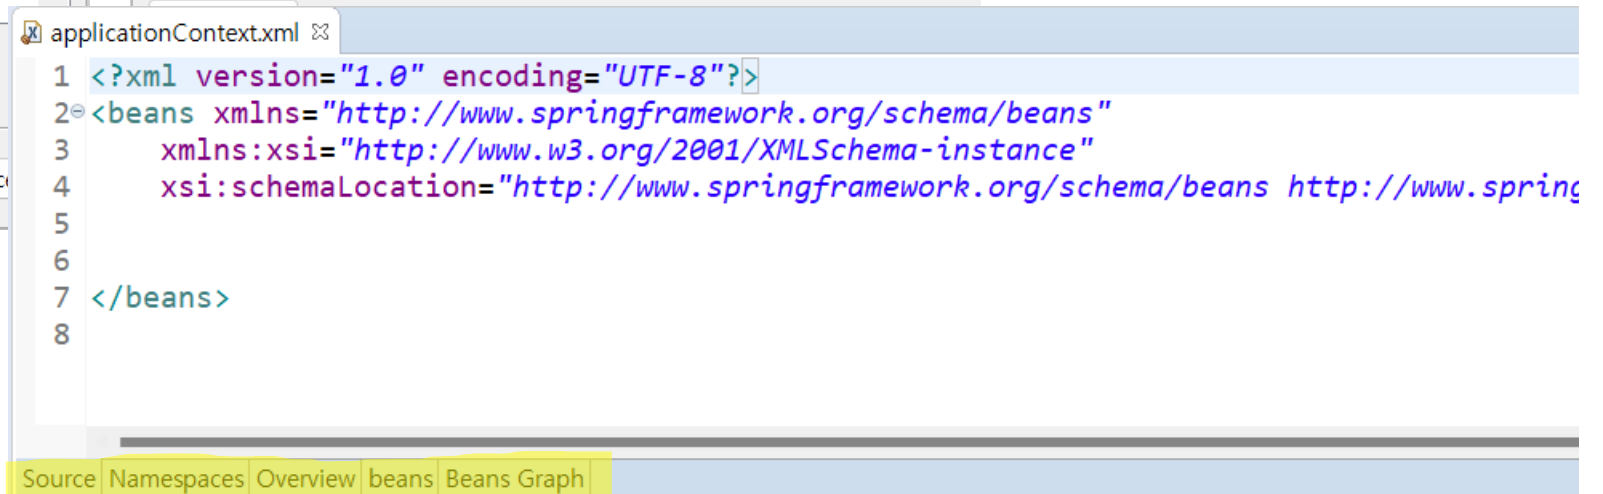 applicationContext.xml
1 <?xml version="1.0" encoding="UTF-8"?>
2 <beans xmlns="http://www.springframework.org/schema/beans"
3     xmlns:xsi="http://www.w3.org/2001/XMLSchema-instance"
4     xsi:schemaLocation="http://www.springframework.org/schema/beans http://www.spring
5
6
7 </beans>
8
Source Namespaces Overview beans Beans Graph